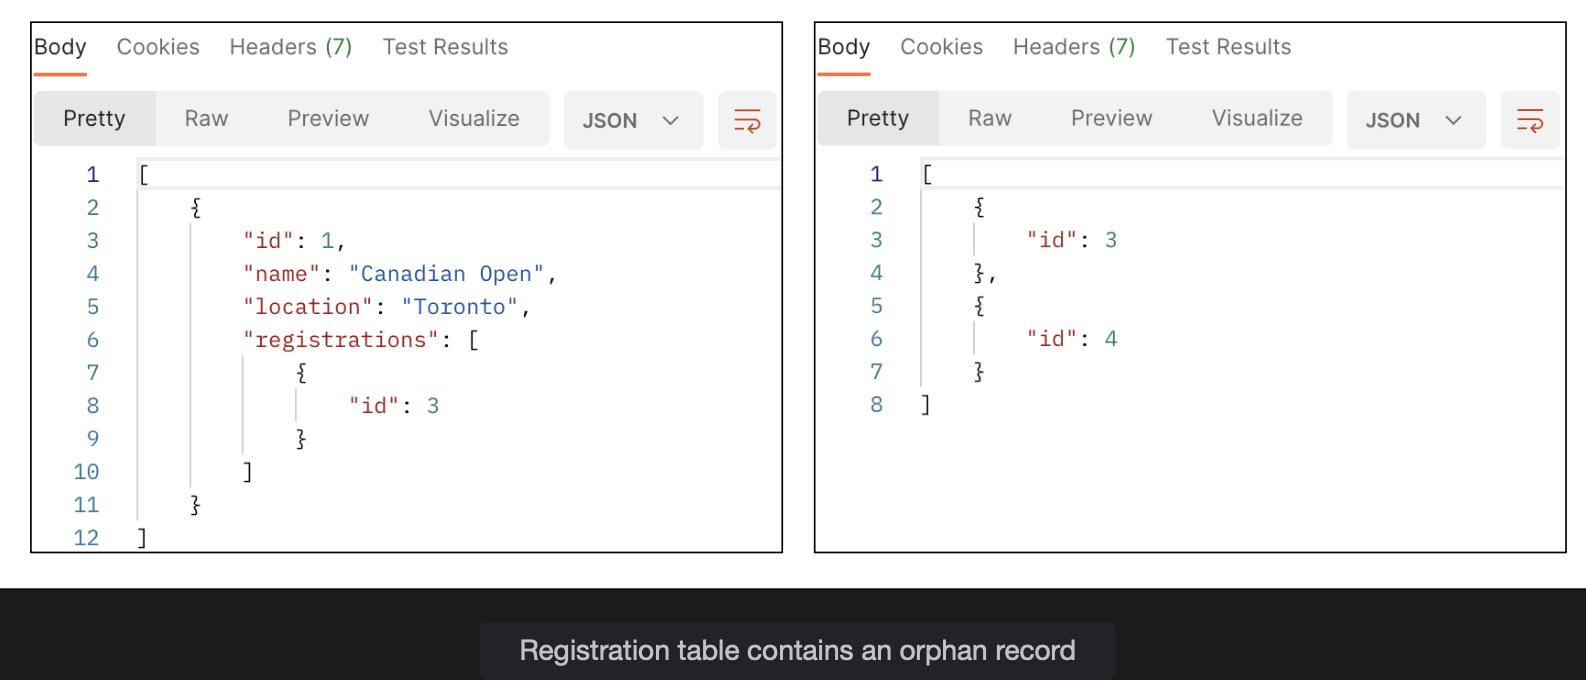 Body Cookies Headers (7) Test Results
Pretty Raw Preview Visualize JSON
1 [
2 {
3 "id": 1,
4 "name": "Canadian Open",
5 "location": "Toronto",
6 "registrations": [
7 {
8 "id": 3
9 }
10 ]
11 }
12 ]
Body Cookies Headers (7) Test Results
Pretty Raw Preview Visualize JSON
1 [
2 {
3 "id": 3
4 },
5 {
6 "id": 4
7 }
8 ]
Registration table contains an orphan record